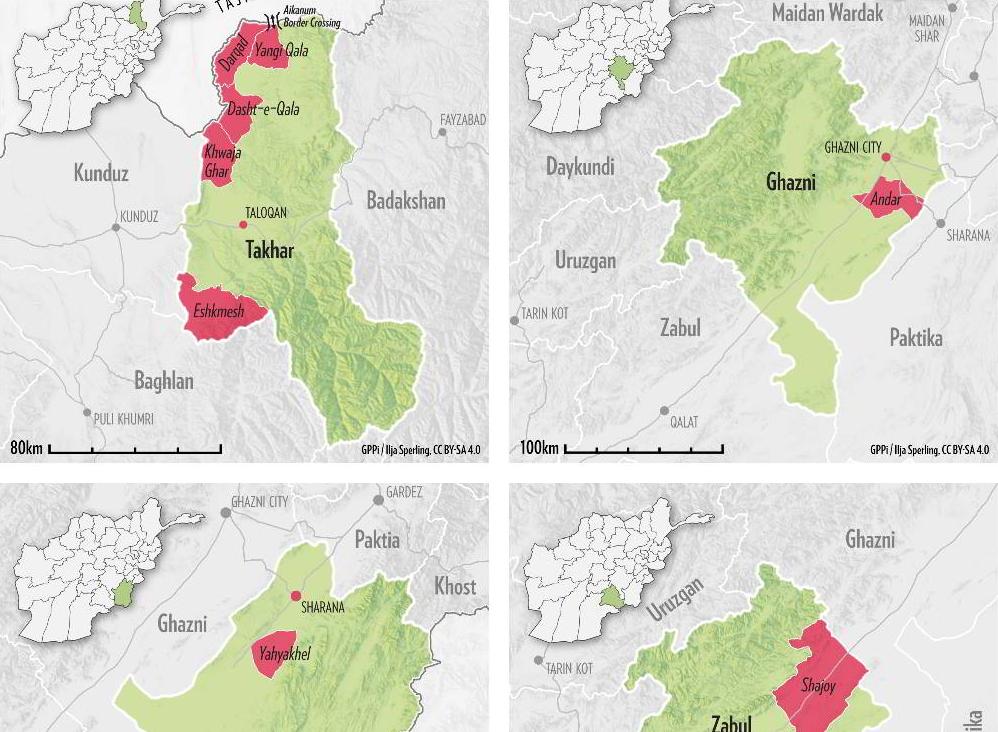 TAJI
Aikanum
Border Crossing
Darqad
Yangi Qala
Dasht-e-Qala
FAYZABAD
Khwaja
Ghar
Kunduz
Badakshan
KUNDUZ
TALOQAN
Takhar
Eshkmesh
Baghlan
PULI KHUMRI
80km
GPPi / Ilja Sperling, CC BY-SA 4.0
Maidan Wardak
MAIDAN
SHAR
GHAZNI CITY
Daykundi
Ghazni
Andar
SHARANA
Uruzgan
TARIN KOT
Zabul
Paktika
QALAT
100km
GPPi / Ilja Sperling, CC BY-SA 4.0
GARDEZ
GHAZNI CITY
Paktia
Khost
SHARANA
Ghazni
Yahyakhel
Ghazni
Uruzgan
TARIN KOT
Shajoy
Zabul
ika